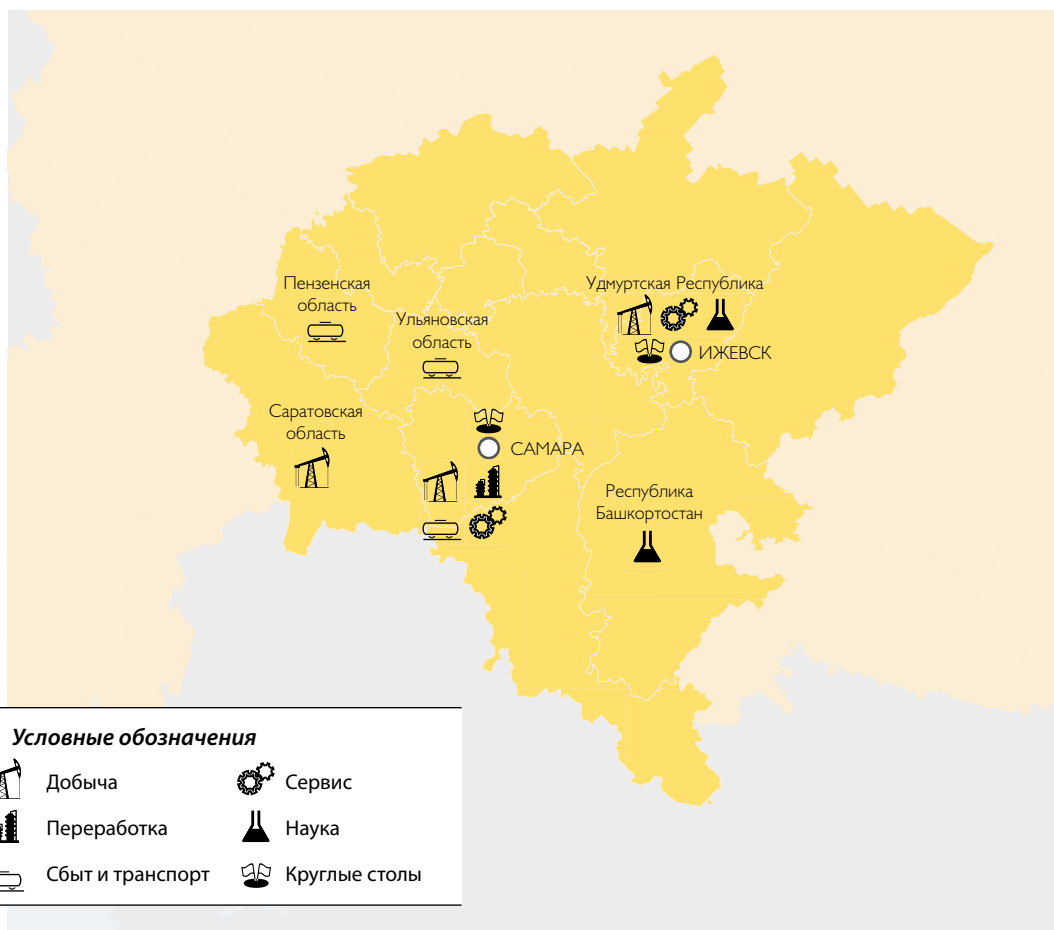 Пензенская
область
Ульяновская
область
Удмуртская Республика
ИЖЕВСК
Саратовская
область
САМАРА
Республика
Башкортостан
Условные обозначения
Добыча
Сервис
Переработка
Наука
Сбыт и транспорт
Круглые столы